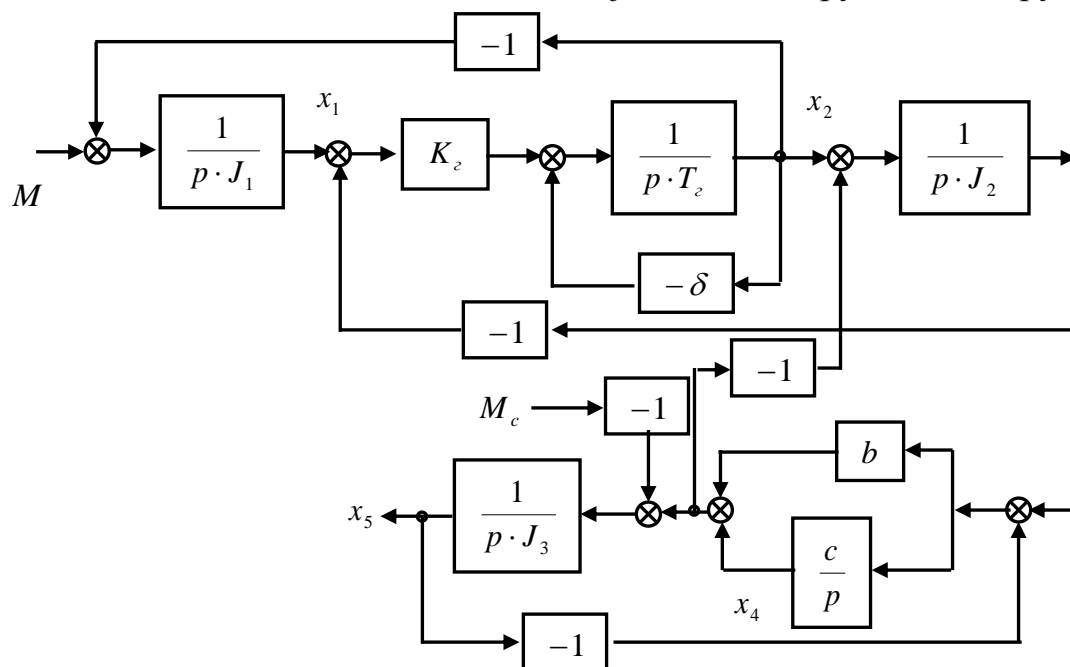 −1
x₁
x₂
1 / p · J₁
K_г
1 / p · T_г
1 / p · J₂
M
− δ
−1
−1
M_c
−1
b
x₅
1 / p · J₃
c / p
x₄
−1